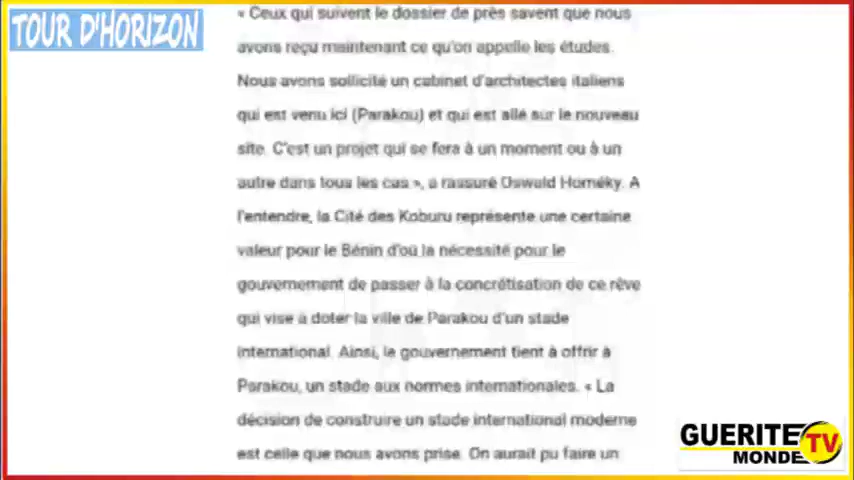 TOUR D'HORIZON
« Ceux qui suivent le dossier de près savent que nous
avons reçu maintenant ce qu'on appelle les études.
Nous avons sollicité un cabinet d'architectes italiens
qui est venu ici (Parakou) et qui est allé sur le nouveau
site. C'est un projet qui se fera à un moment ou à un
autre dans tous les cas », a rassuré Oswald Homéky. A
l'entendre, la Cité des Koburu représente une certaine
valeur pour le Bénin d'où la nécessité pour le
gouvernement de passer à la concrétisation de ce rêve
qui vise à doter la ville de Parakou d'un stade
international. Ainsi, le gouvernement tient à offrir à
Parakou, un stade aux normes internationales. « La
décision de construire un stade international moderne
est celle que nous avons prise. On aurait pu faire un
GUERITE TV
MONDE